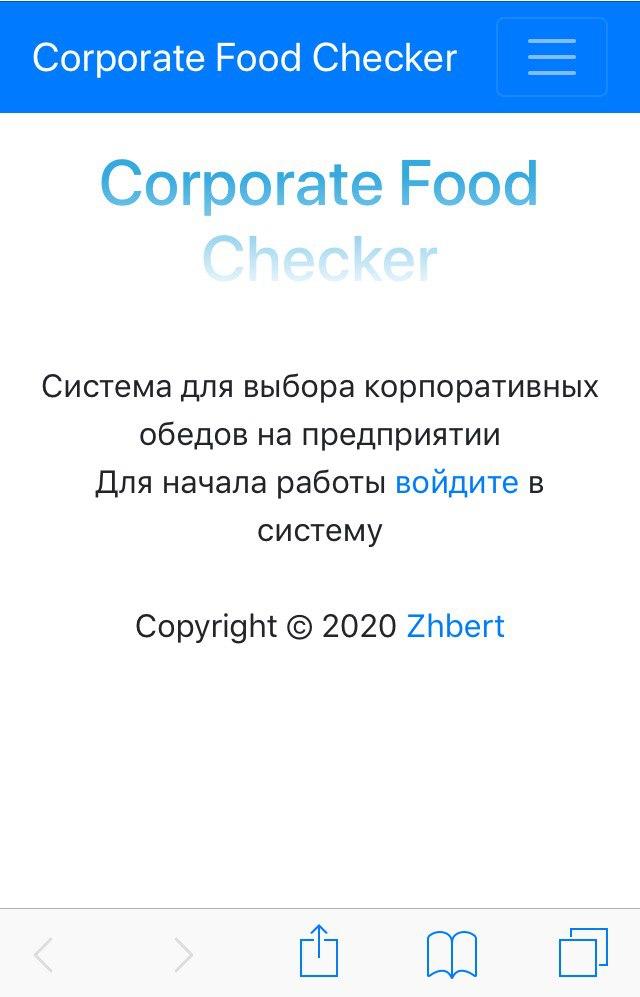 Corporate Food Checker
Corporate Food
Checker
Система для выбора корпоративных
обедов на предприятии
Для начала работы войдите в
систему
Copyright © 2020 Zhbert